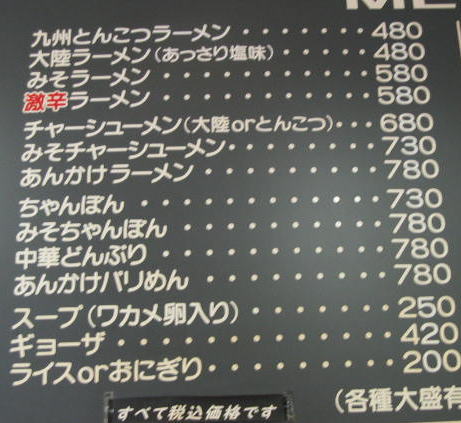 九州とんこつラーメン・・・・・・・480
大陸ラーメン(あっさり塩味)・・・・・480
みそラーメン・・・・・・・・・・・580
激辛ラーメン・・・・・・・・・・・580
チャーシューメン(大陸orとんこつ)・・・680
みそチャーシューメン・・・・・・・・730
あんかけラーメン・・・・・・・・・780
ちゃんぽん・・・・・・・・・・・・730
みそちゃんぽん・・・・・・・・・・780
中華どんぶり・・・・・・・・・・・780
あんかけバリめん・・・・・・・・・780
スープ(ワカメ卵入り)・・・・・・・250
ギョーザ・・・・・・・・・・・・・420
ライスorおにぎり・・・・・・・・・200
(各種大盛有
すべて税込価格です